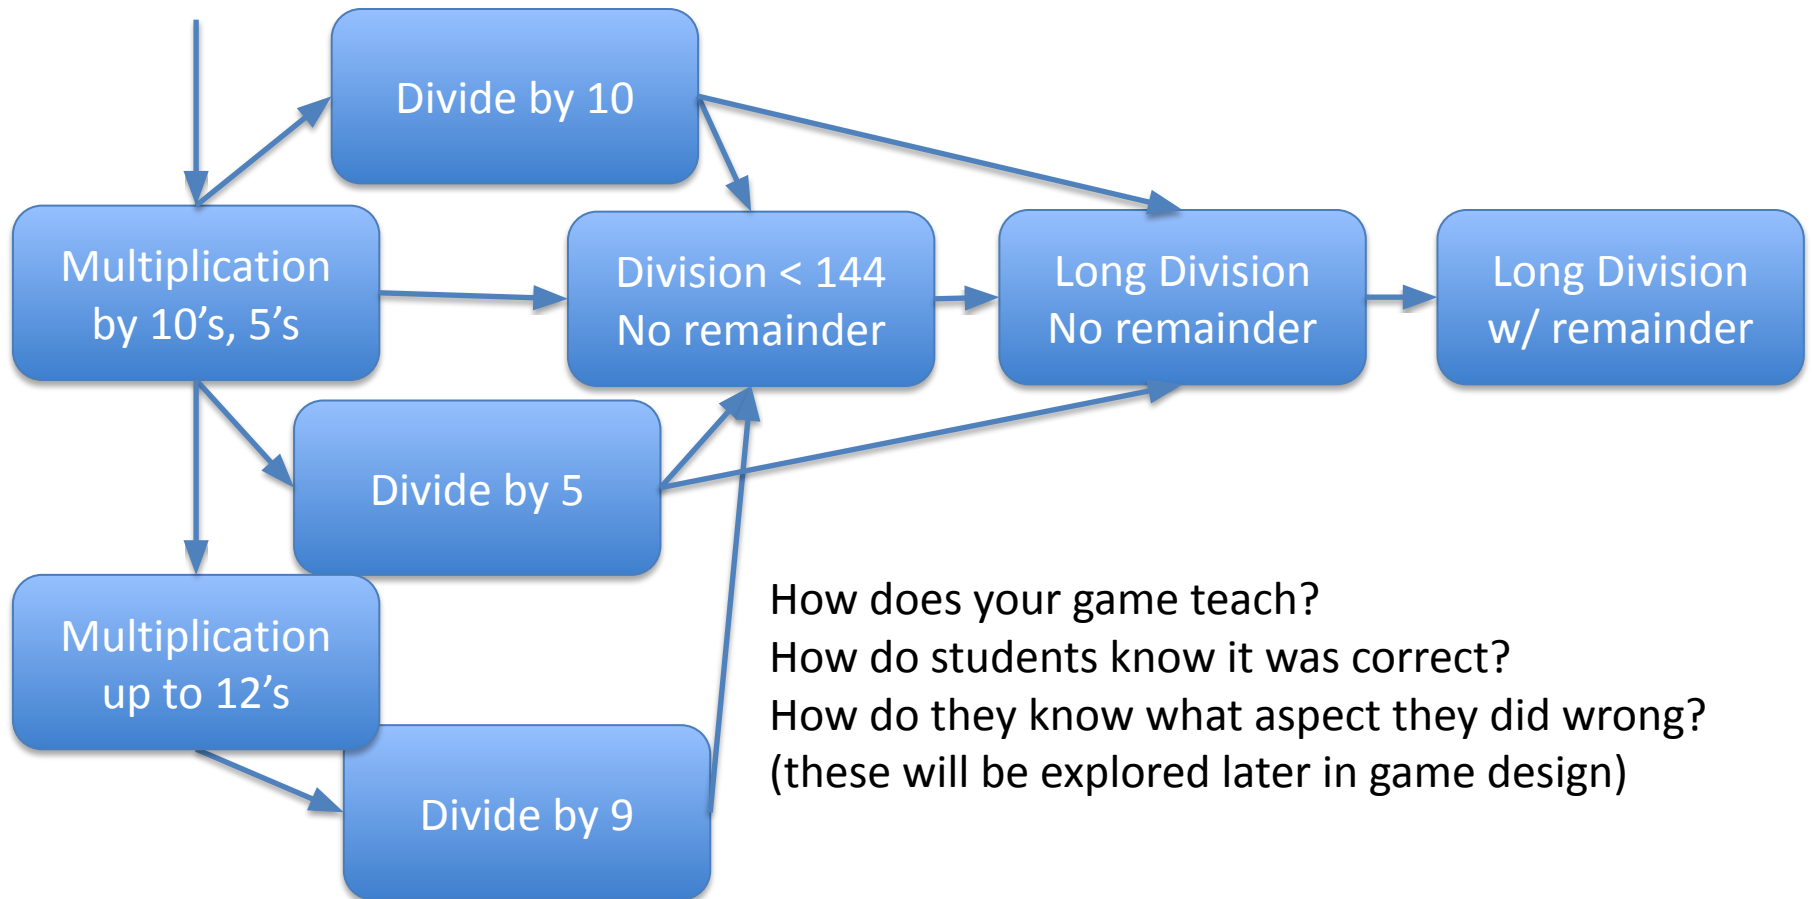 Divide by 10
Multiplication
by 10’s, 5’s
Division < 144
No remainder
Long Division
No remainder
Long Division
w/ remainder
Divide by 5
Multiplication
up to 12’s
Divide by 9
How does your game teach?
How do students know it was correct?
How do they know what aspect they did wrong?
(these will be explored later in game design)